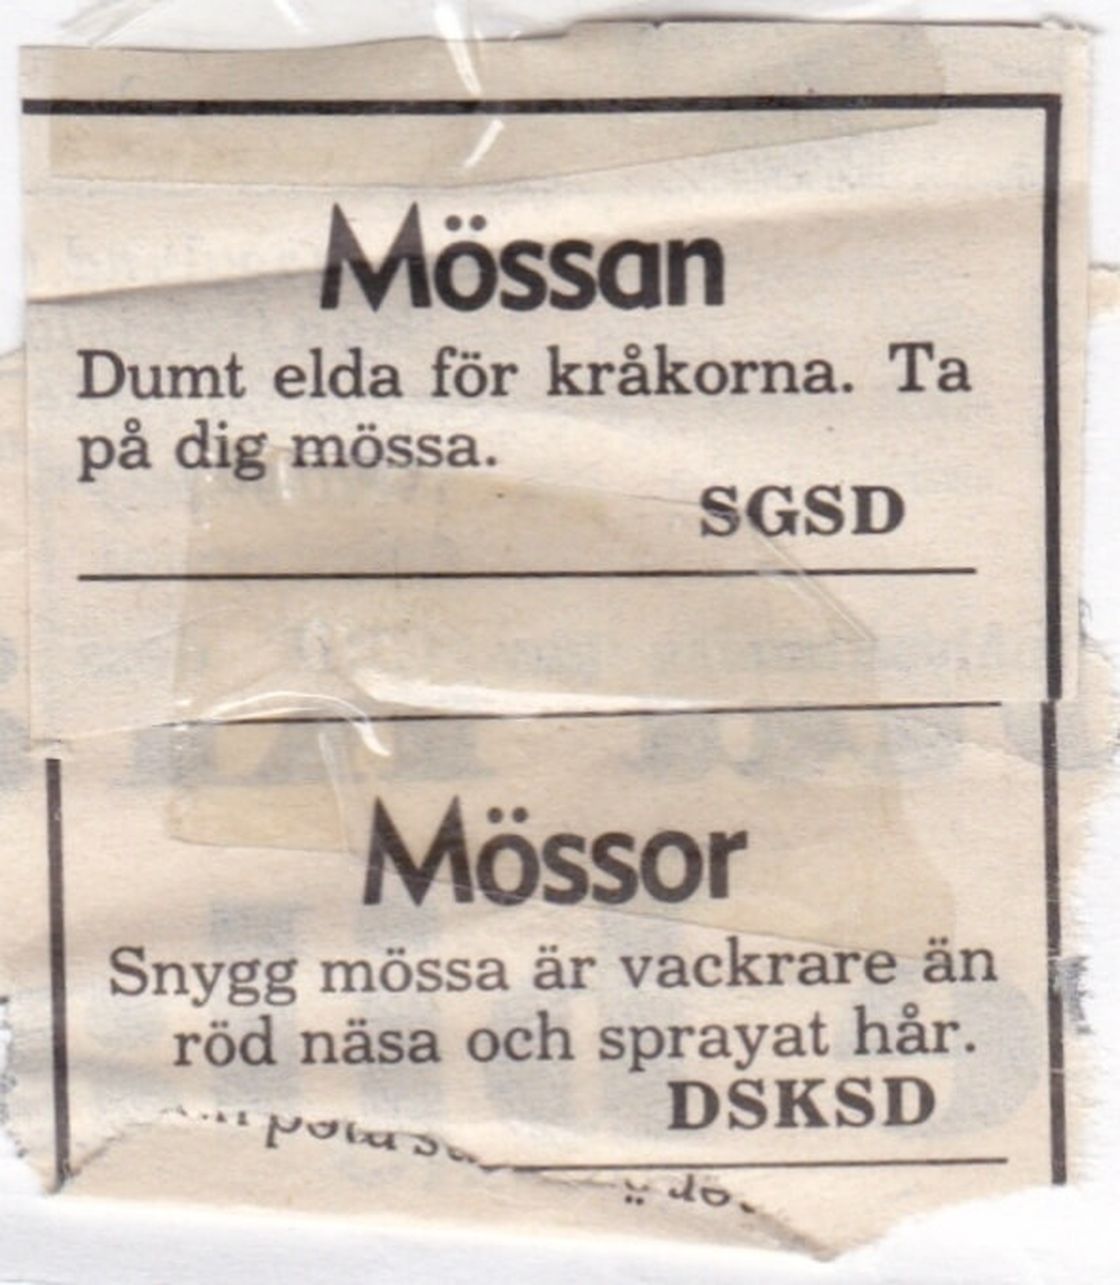 Mössan
Dumt elda för kråkorna. Ta
på dig mössa.
SGSD
Mössor
Snygg mössa är vackrare än
röd näsa och sprayat hår.
DSKSD